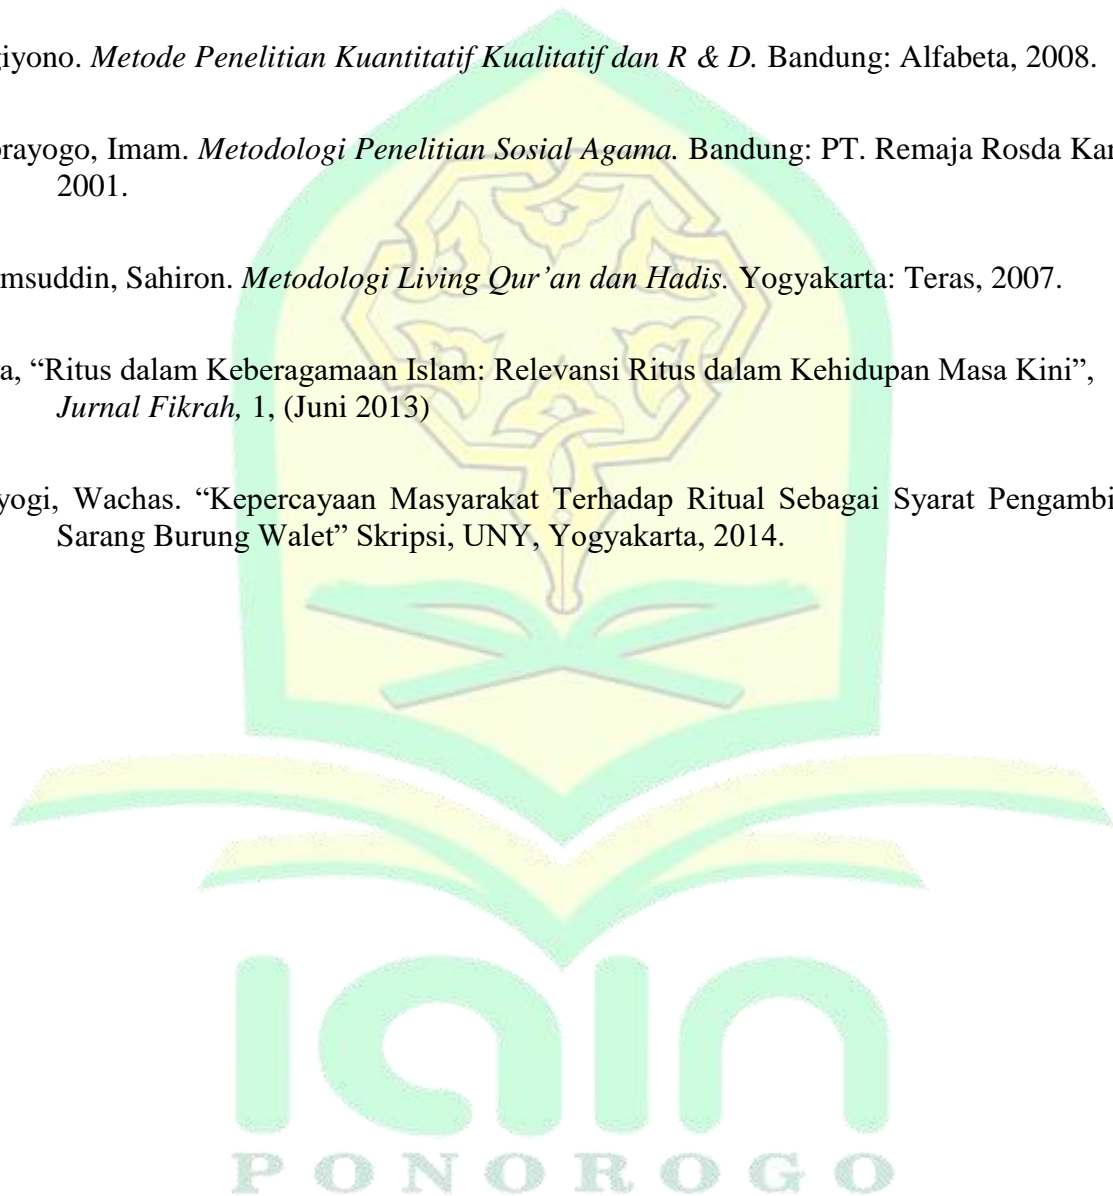 giyono. Metode Penelitian Kuantitatif Kualitatif dan R & D. Bandung: Alfabeta, 2008.
prayogo, Imam. Metodologi Penelitian Sosial Agama. Bandung: PT. Remaja Rosda Kar
2001.
msuddin, Sahiron. Metodologi Living Qur’an dan Hadis. Yogyakarta: Teras, 2007.
a, “Ritus dalam Keberagamaan Islam: Relevansi Ritus dalam Kehidupan Masa Kini”,
Jurnal Fikrah, 1, (Juni 2013)
yogi, Wachas. “Kepercayaan Masyarakat Terhadap Ritual Sebagai Syarat Pengambi
Sarang Burung Walet” Skripsi, UNY, Yogyakarta, 2014.
iain
PONOROGO